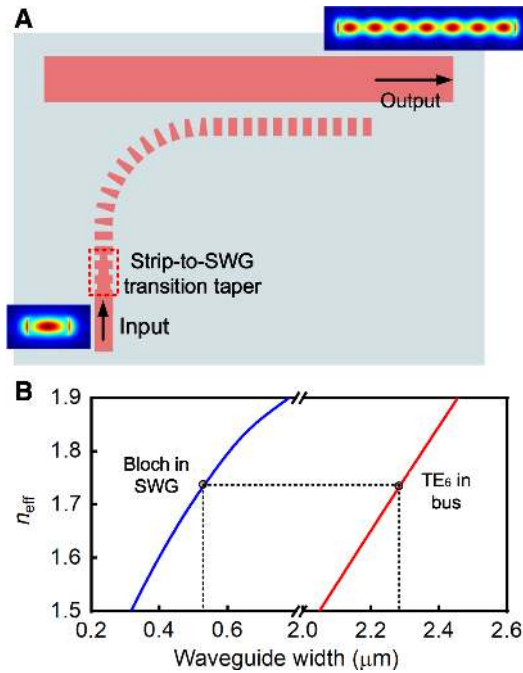 A
Output
Strip-to-SWG
transition taper
Input
B
1.9
1.8
1.7
1.6
1.5
n_eff
Bloch in
SWG
TE₆ in
bus
0.2 0.4 0.6 2.0 2.2 2.4 2.6
Waveguide width (μm)